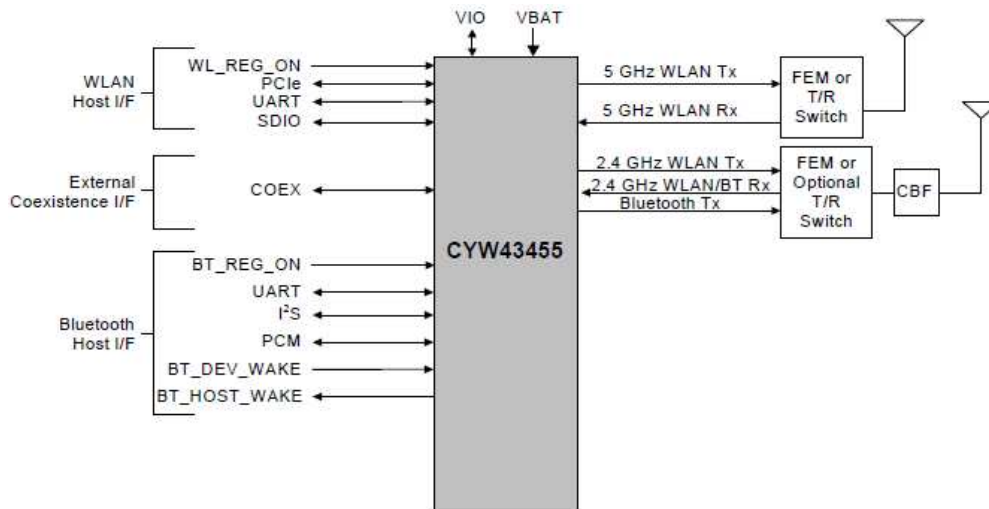 VIO
VBAT
WLAN
Host I/F
WL_REG_ON
PCIe
UART
SDIO
External
Coexistence I/F
COEX
Bluetooth
Host I/F
BT_REG_ON
UART
I²S
PCM
BT_DEV_WAKE
BT_HOST_WAKE
CYW43455
5 GHz WLAN Tx
5 GHz WLAN Rx
FEM or
T/R
Switch
2.4 GHz WLAN Tx
2.4 GHz WLAN/BT Rx
Bluetooth Tx
FEM or
Optional
T/R
Switch
CBF